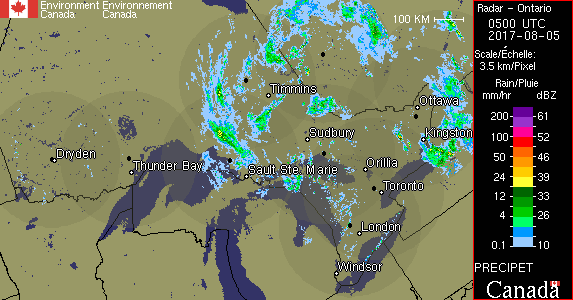 Environment Environnement
Canada Canada
100 KM
Timmins
Ottawa
Sudbury
Kingston
Dryden
Thunder Bay
Sault Ste. Marie
Orillia
Toronto
London
Windsor
Radar - Ontario
0500 UTC
2017-08-05
Scale/Échelle:
3.5 km/Pixel
Rain/Pluie
mm/hr dBZ
200 61
100 52
50 46
24 39
12 33
4 26
0.1 10
PRECIPET
Canada